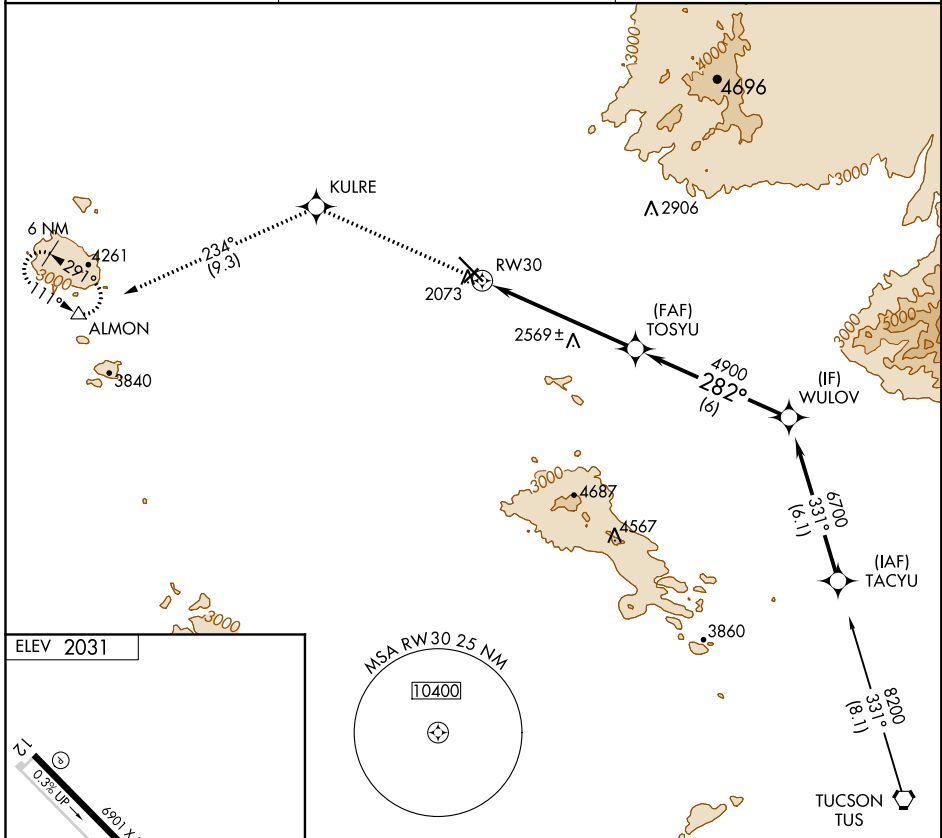 3000
4000
4696
3000
2906
KULRE
6 NM
4261
291°
3000
111°
ALMON
234°
(9.3)
3840
RW30
2073
2569±
(FAF)
TOSYU
4900
282°
(6)
3000
5000
(IF)
WULOV
3000
4687
4567
6700
331°
(6.1)
(IAF)
TACYU
3000
3860
8200
331°
(8.1)
TUCSON
TUS
MSA RW30 25 NM
10400
ELEV 2031
12
P
0.3% UP
6901 X